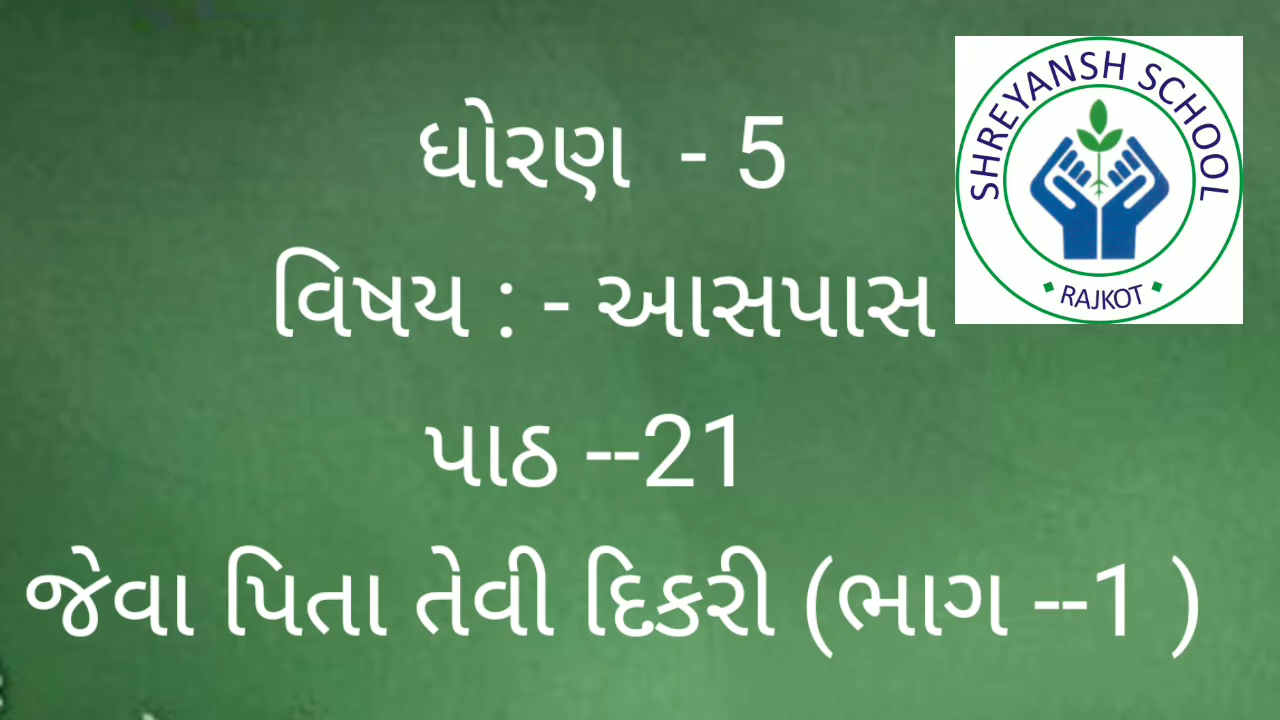 ધોરણ - 5
વિષય : - આસપાસ
પાઠ --21
જેવા પિતા તેવી દિકરી (ભાગ --1 )
SHREYANSH SCHOOL
RAJKOT